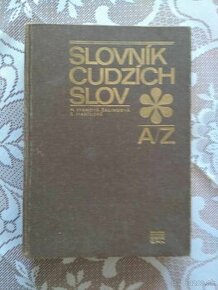 SLOVNÍK
CUDZÍCH
SLOV
A/Z
M. IVANOVÁ-ŠALINGOVÁ
Z. MANÍKOVÁ